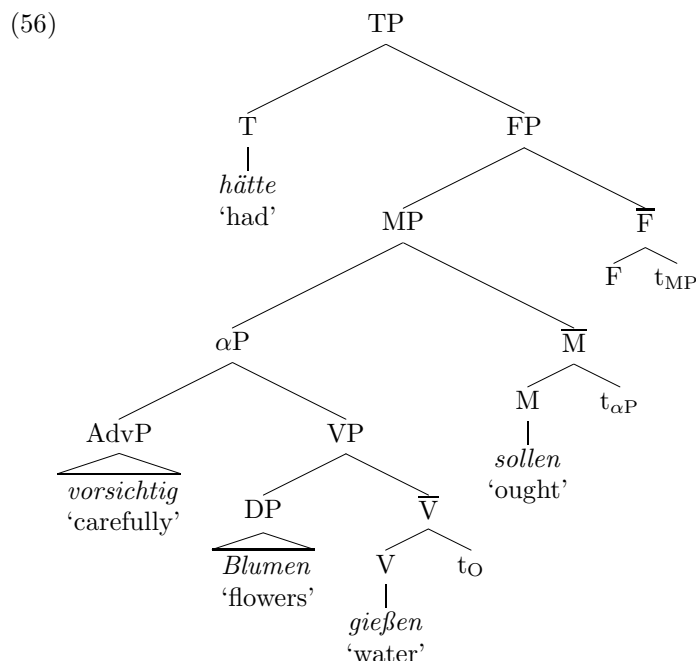 (56)
TP
T FP
hätte
‘had’
MP F̅
F t_MP
αP M̅
M t_αP
AdvP VP
sollen
‘ought’
vorsichtig
‘carefully’
DP V̅
Blumen
‘flowers’
V t_O
gießen
‘water’